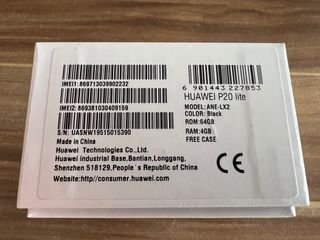 IMEI1: 869713039902232
IMEI2: 869381030409159
S/N: UASNW19515015390
Made in China
Huawei Technologies Co.,Ltd.
Huawei industrial Base,Bantian,Longgang,
Shenzhen 518129,People`s Republic of China
Website:http//consumer.huawei.com
6 901443 227853
HUAWEI P20 lite
MODEL: ANE-LX2
COLOR: Black
ROM:64GB
RAM:4GB
FREE CASE
CE